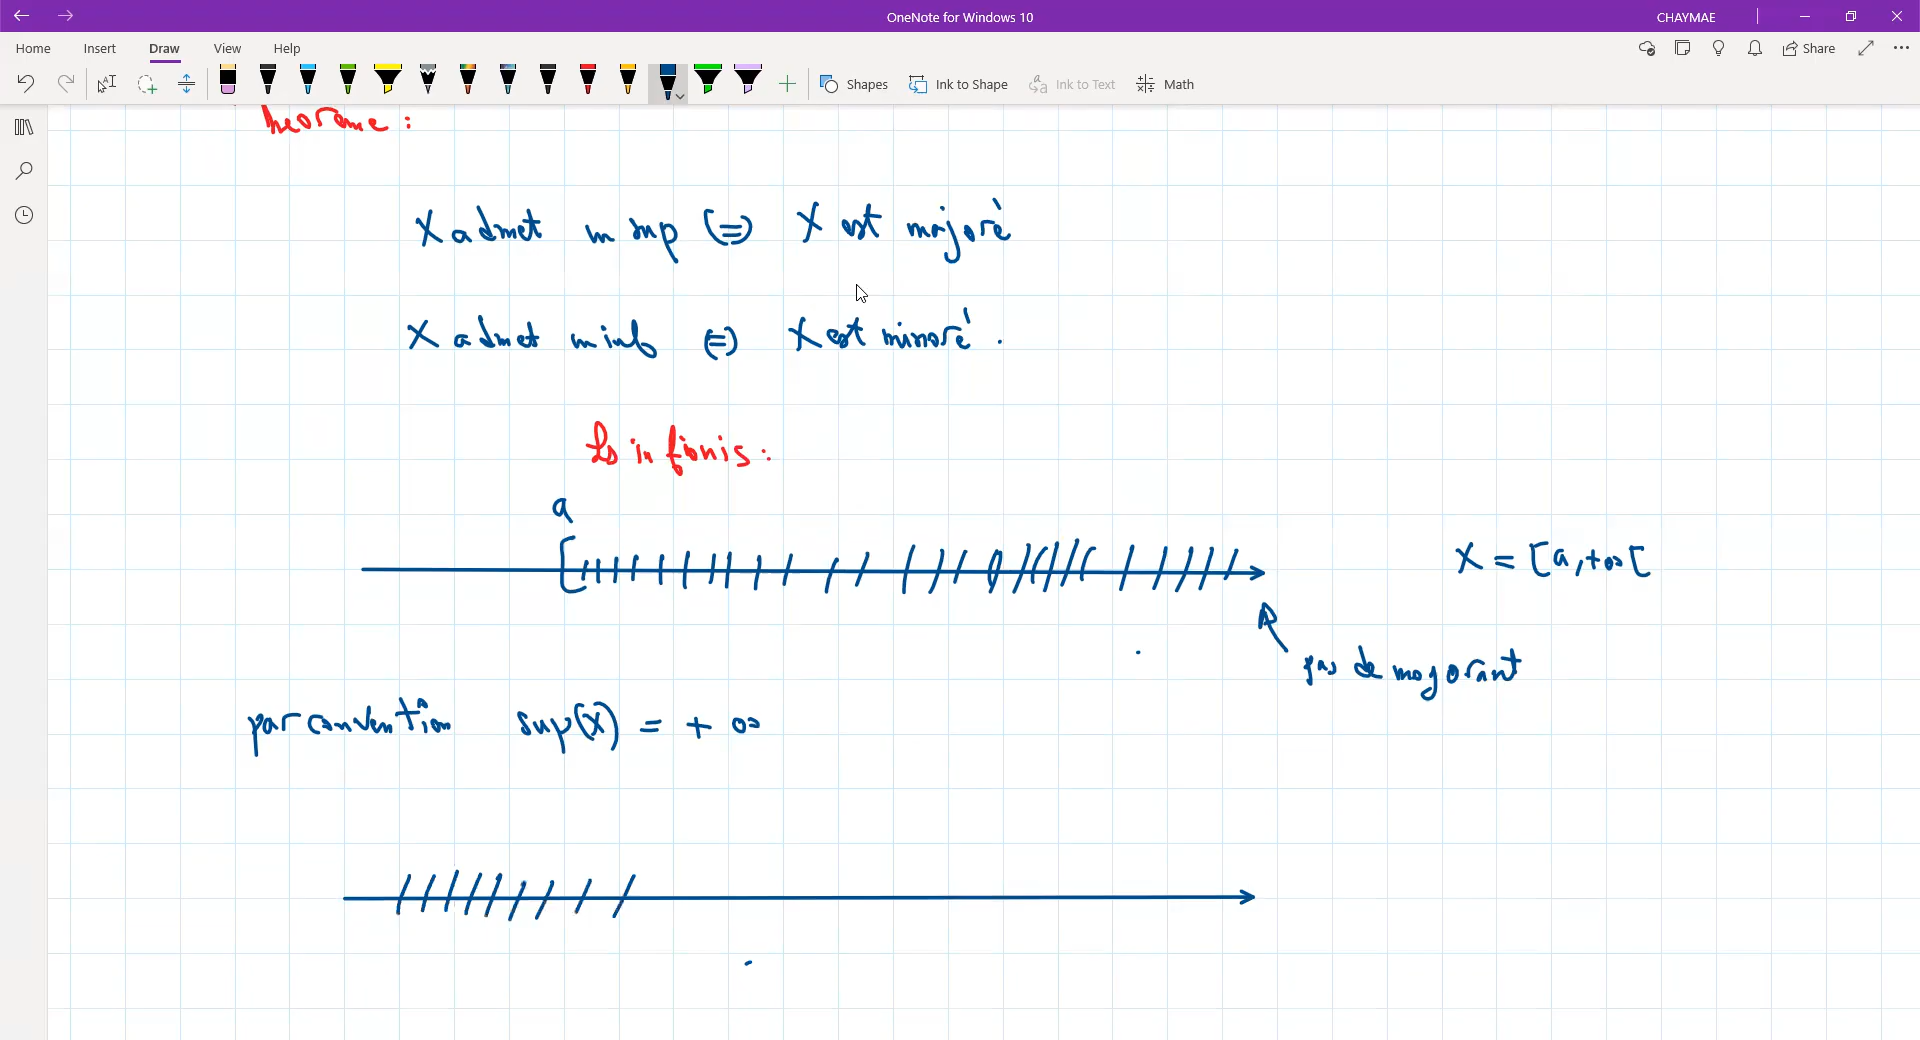 OneNote for Windows 10
CHAYMAE
Home Insert Draw View Help
Share
Shapes Ink to Shape Ink to Text Math
heoreme :
X admet un sup (=) X est majoré
X admet un inf (=) X est minoré .
Les infinis :
a
X = [a, +∞[
pas de majorant
par convention sup(X) = + ∞